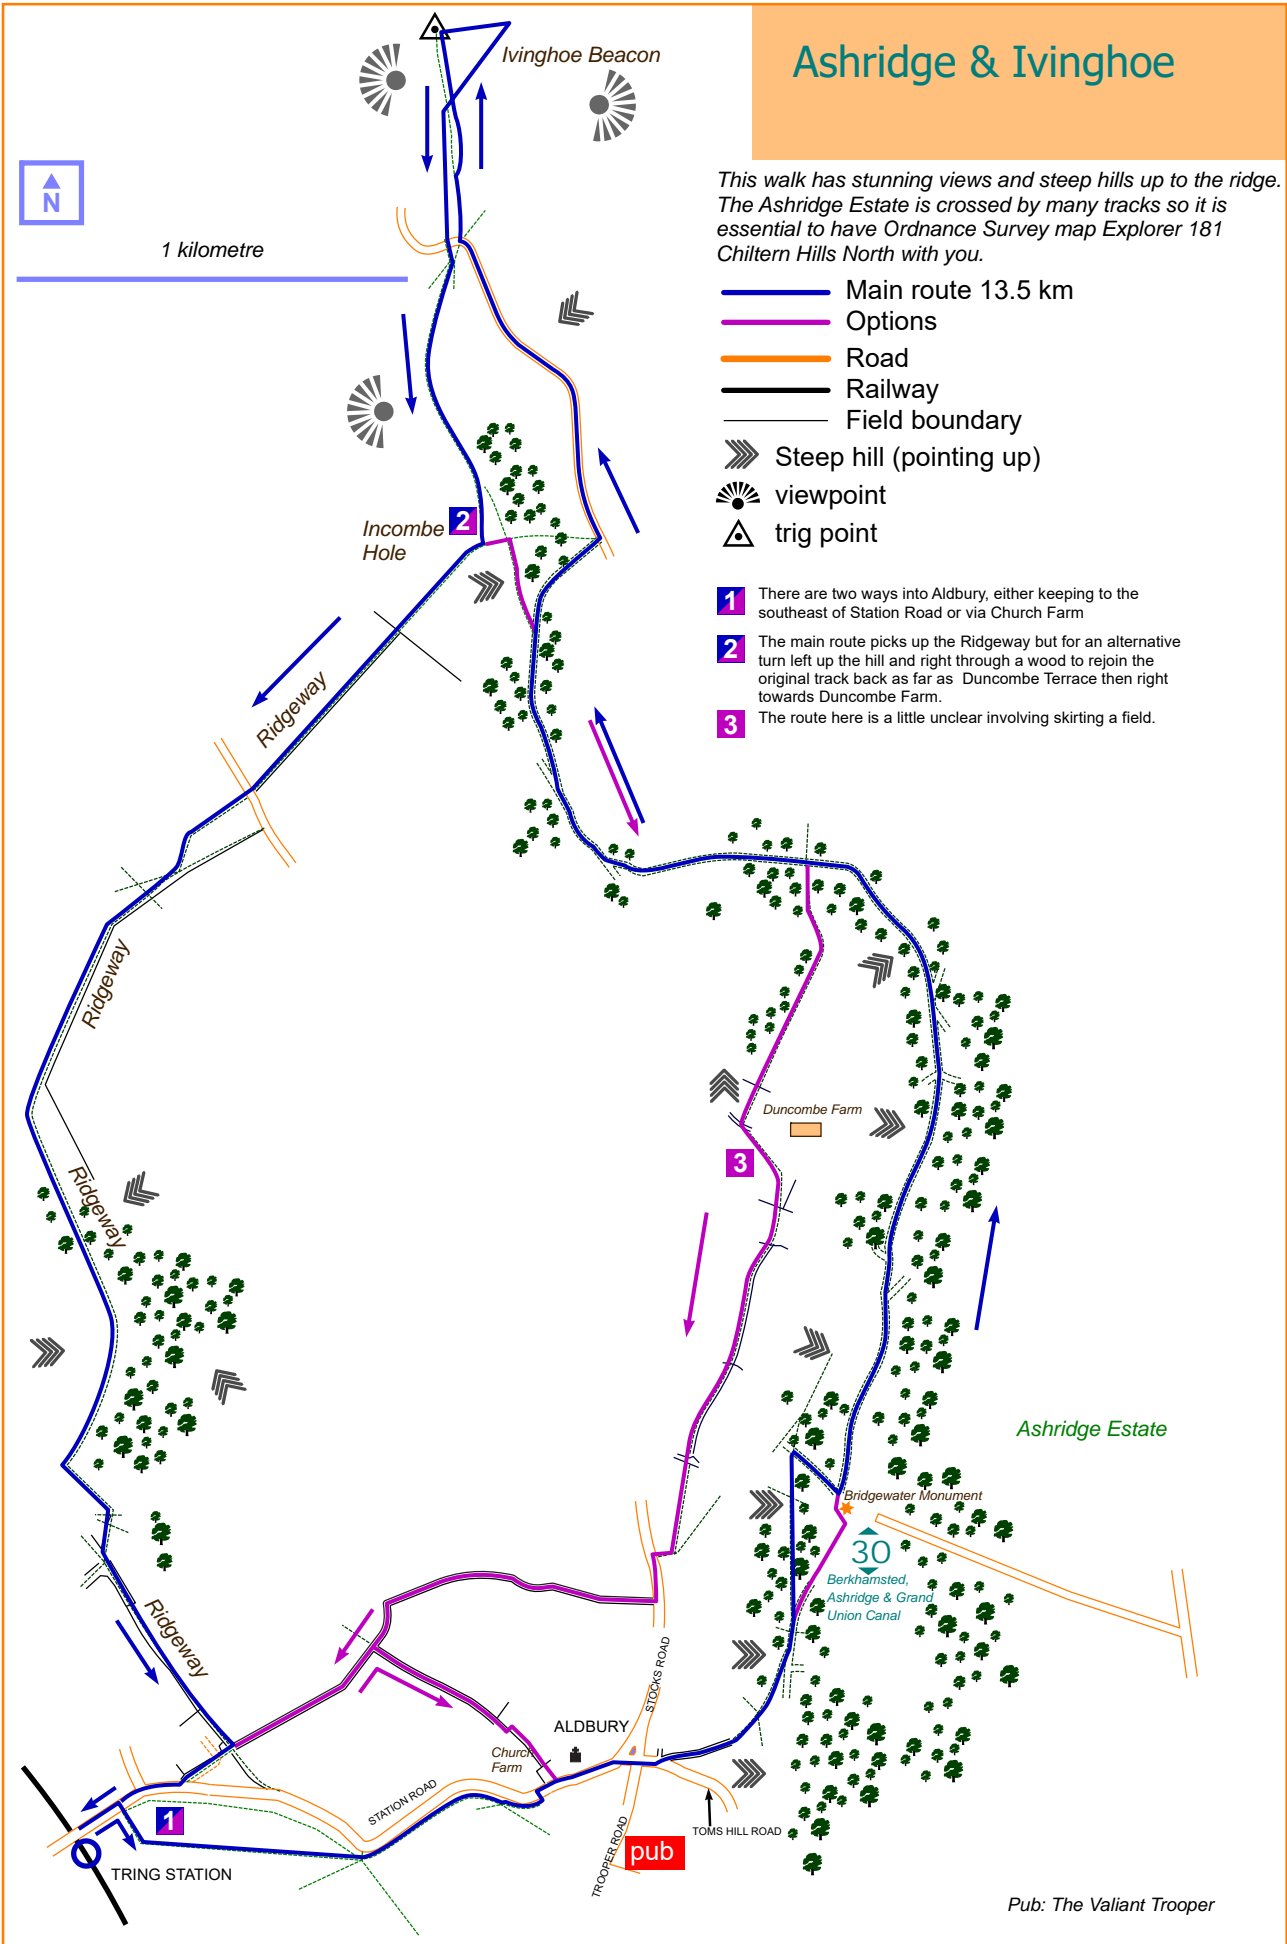 Ashridge & Ivinghoe
Ivinghoe Beacon
N
1 kilometre
This walk has stunning views and steep hills up to the ridge.
The Ashridge Estate is crossed by many tracks so it is
essential to have Ordnance Survey map Explorer 181
Chiltern Hills North with you.
Main route 13.5 km
Options
Road
Railway
Field boundary
Steep hill (pointing up)
viewpoint
trig point
1 There are two ways into Aldbury, either keeping to the
southeast of Station Road or via Church Farm
2 The main route picks up the Ridgeway but for an alternative
turn left up the hill and right through a wood to rejoin the
original track back as far as Duncombe Terrace then right
towards Duncombe Farm.
3 The route here is a little unclear involving skirting a field.
2
Incombe
Hole
Ridgeway
Ridgeway
Duncombe Farm
3
Ridgeway
Ashridge Estate
Bridgewater Monument
30
Berkhamsted,
Ashridge & Grand
Union Canal
Ridgeway
STOCKS ROAD
ALDBURY
Church
Farm
STATION ROAD
1
TOMS HILL ROAD
TROOPER ROAD
pub
TRING STATION
Pub: The Valiant Trooper